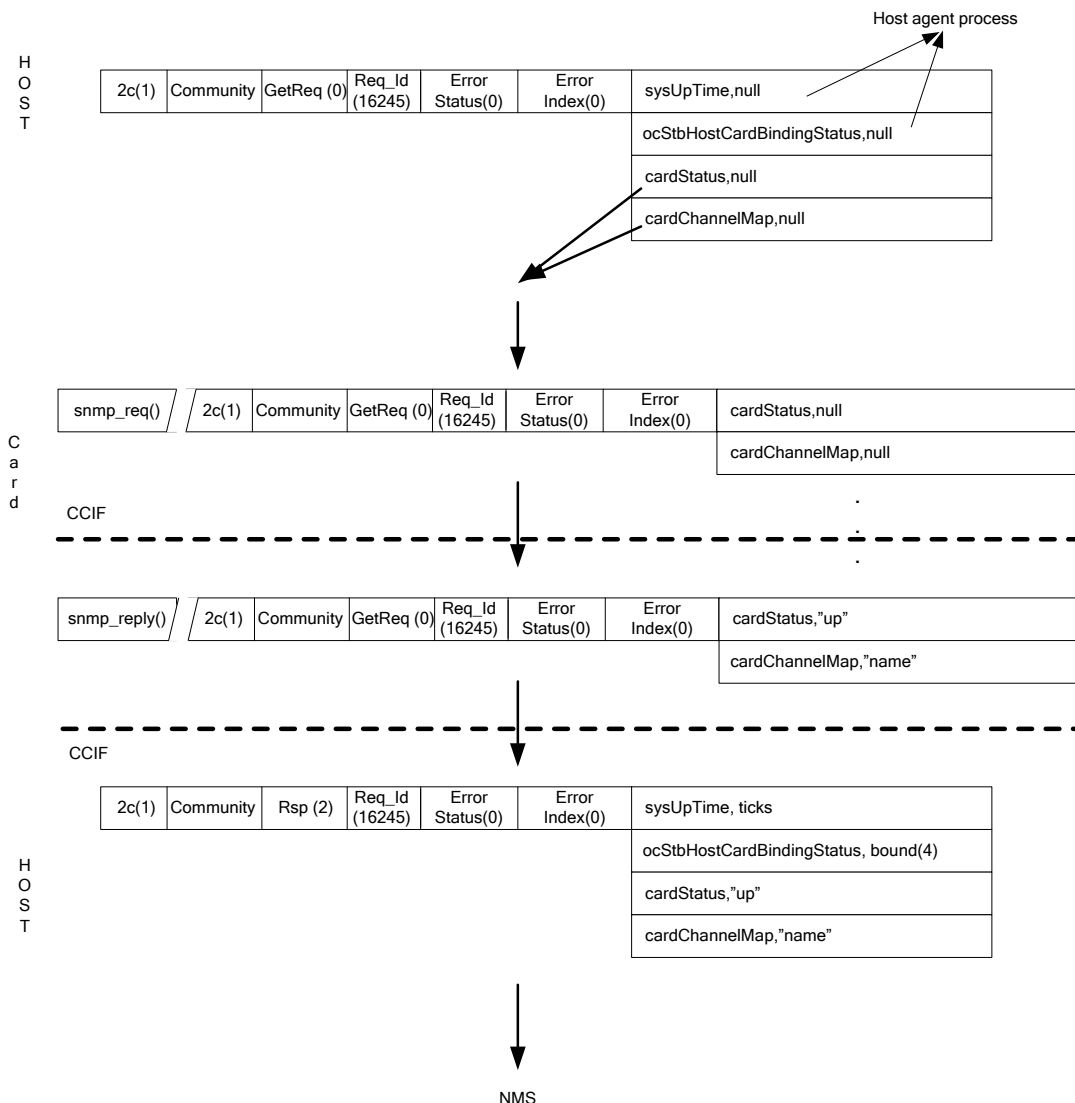 Host agent process
H
O
S
T
2c(1) Community GetReq (0) Req_Id (16245) Error Status(0) Error Index(0) sysUpTime,null
ocStbHostCardBindingStatus,null
cardStatus,null
cardChannelMap,null
C
a
r
d
snmp_req() 2c(1) Community GetReq (0) Req_Id (16245) Error Status(0) Error Index(0) cardStatus,null
cardChannelMap,null
.
.
.
CCIF
snmp_reply() 2c(1) Community GetReq (0) Req_Id (16245) Error Status(0) Error Index(0) cardStatus,”up”
cardChannelMap,”name”
CCIF
H
O
S
T
2c(1) Community Rsp (2) Req_Id (16245) Error Status(0) Error Index(0) sysUpTime, ticks
ocStbHostCardBindingStatus, bound(4)
cardStatus,”up”
cardChannelMap,”name”
NMS